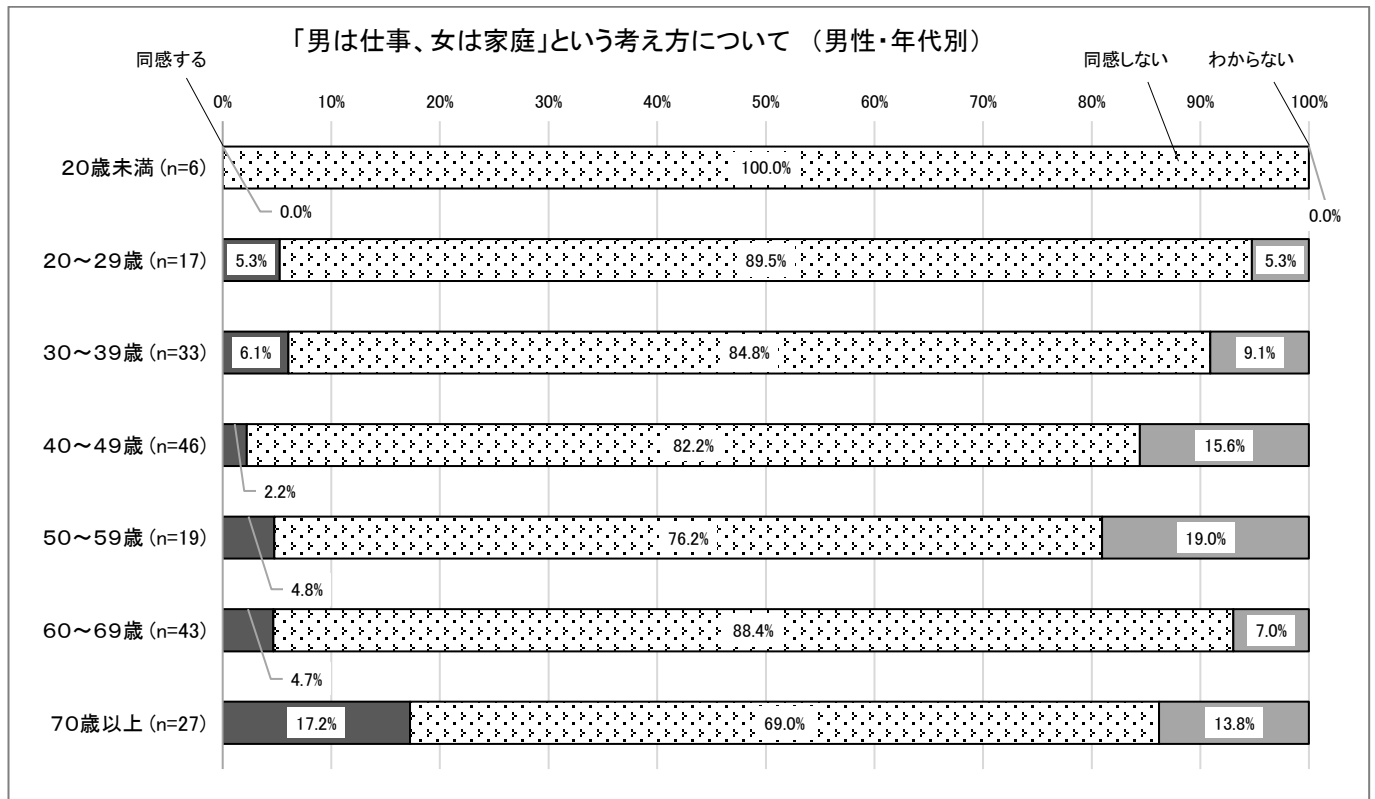 「男は仕事、女は家庭」という考え方について （男性・年代別）
同感する
同感しない
わからない
0% 10% 20% 30% 40% 50% 60% 70% 80% 90% 100%
20歳未満 (n=6)
100.0%
0.0%
0.0%
20～29歳 (n=17)
5.3% 89.5% 5.3%
30～39歳 (n=33)
6.1% 84.8% 9.1%
40～49歳 (n=46)
82.2% 15.6%
2.2%
50～59歳 (n=19)
76.2% 19.0%
4.8%
60～69歳 (n=43)
88.4% 7.0%
4.7%
70歳以上 (n=27)
17.2% 69.0% 13.8%